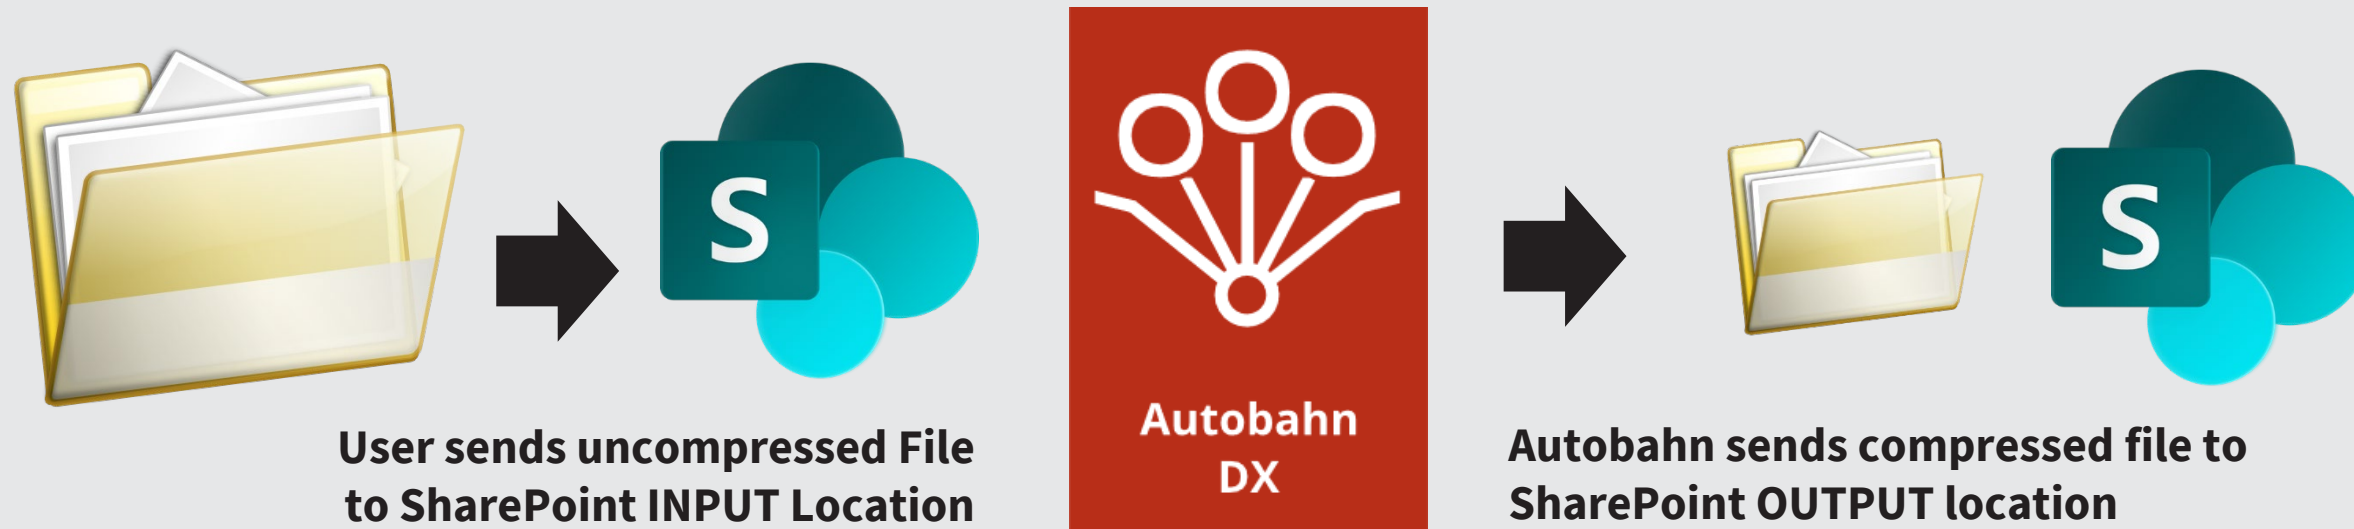 S
User sends uncompressed File
to SharePoint INPUT Location
Autobahn
DX
S
Autobahn sends compressed file to
SharePoint OUTPUT location